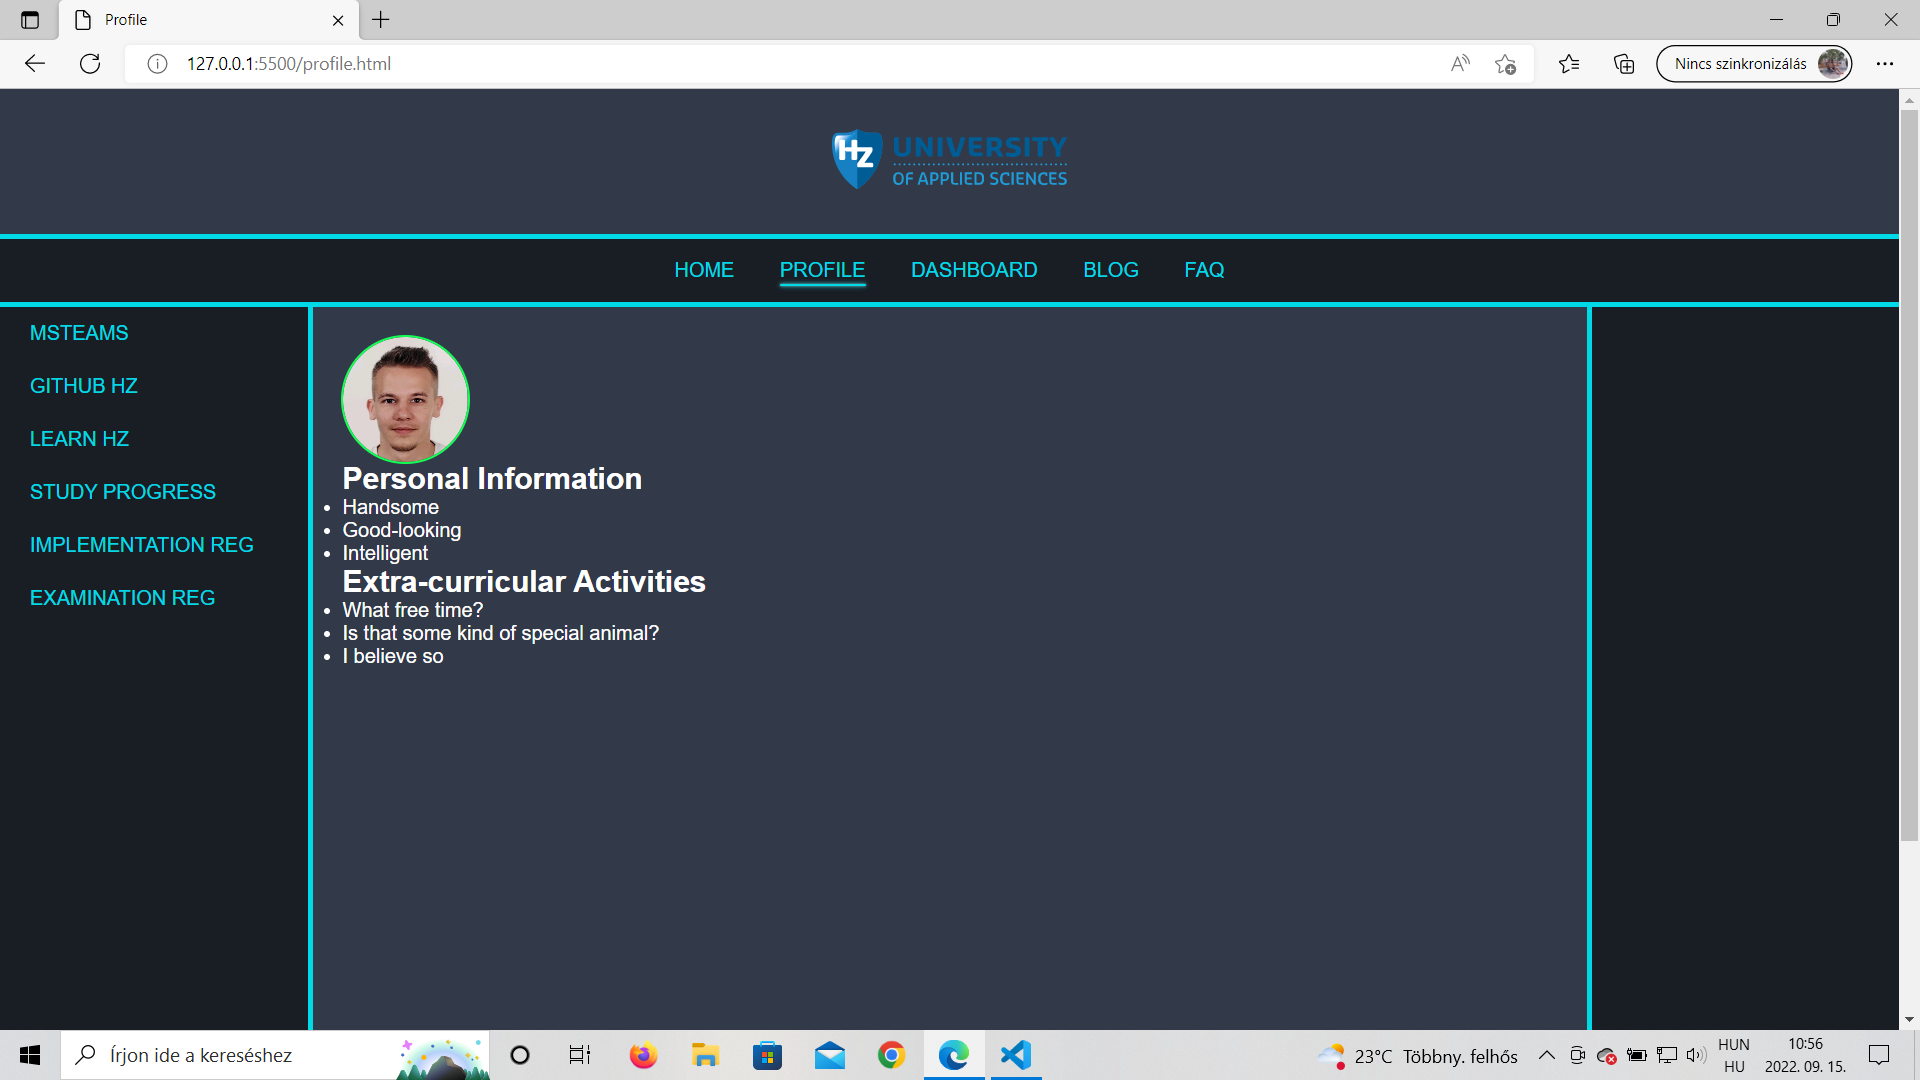 Profile
127.0.0.1:5500/profile.html
Nincs szinkronizálás
HZ UNIVERSITY
OF APPLIED SCIENCES
HOME PROFILE DASHBOARD BLOG FAQ
MSTEAMS
GITHUB HZ
LEARN HZ
STUDY PROGRESS
IMPLEMENTATION REG
EXAMINATION REG
Personal Information
Handsome
Good-looking
Intelligent
Extra-curricular Activities
What free time?
Is that some kind of special animal?
I believe so
Írjon ide a kereséshez
23°C Többny. felhős
HUN
HU
10:56
2022. 09. 15.